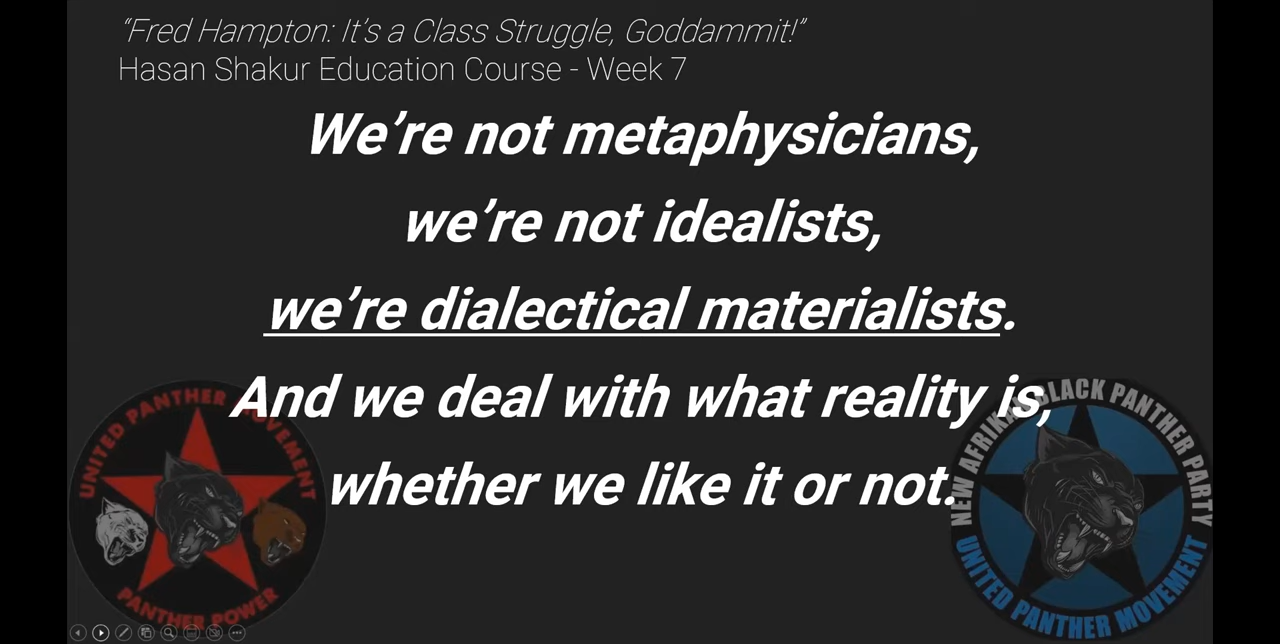 “Fred Hampton: It’s a Class Struggle, Goddammit!”
Hasan Shakur Education Course - Week 7
We’re not metaphysicians,
we’re not idealists,
we’re dialectical materialists.
And we deal with what reality is,
whether we like it or not.
UNITED PANTHER MOVEMENT
PANTHER POWER
NEW AFRIKAN BLACK PANTHER PARTY
UNITED PANTHER MOVEMENT